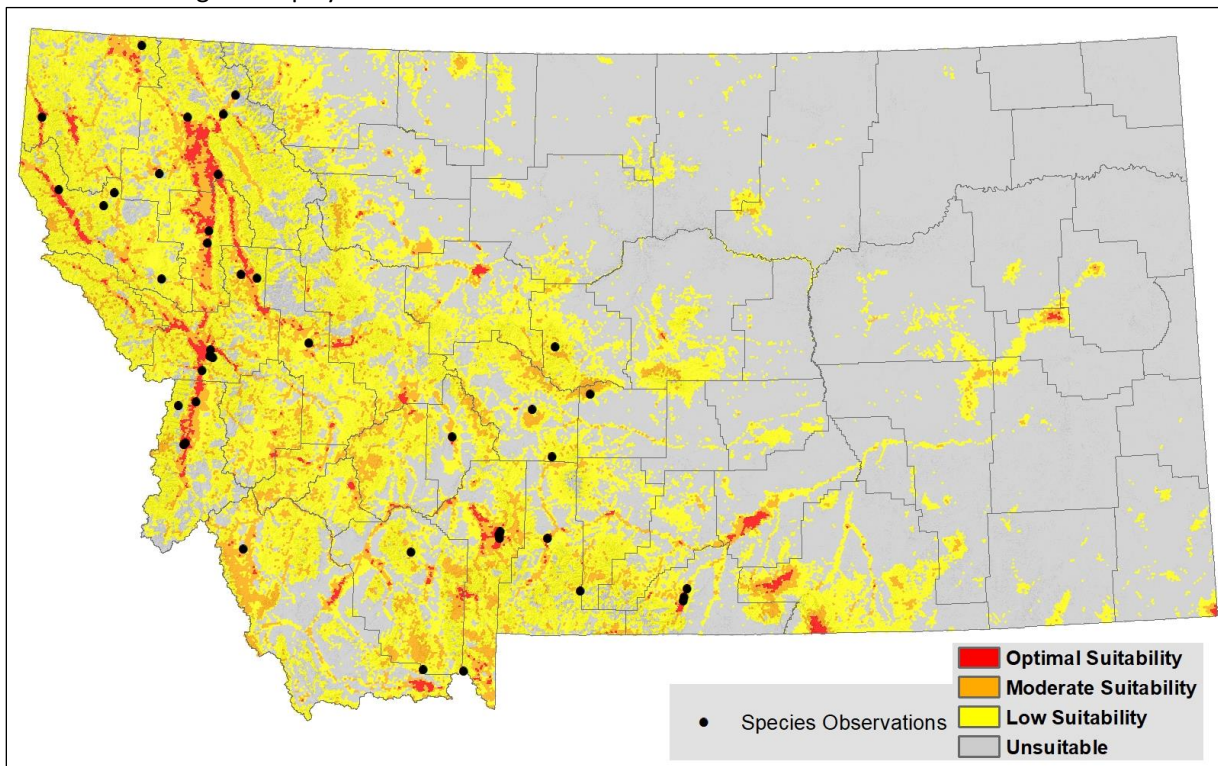 Optimal Suitability
Moderate Suitability
Species Observations
Low Suitability
Unsuitable